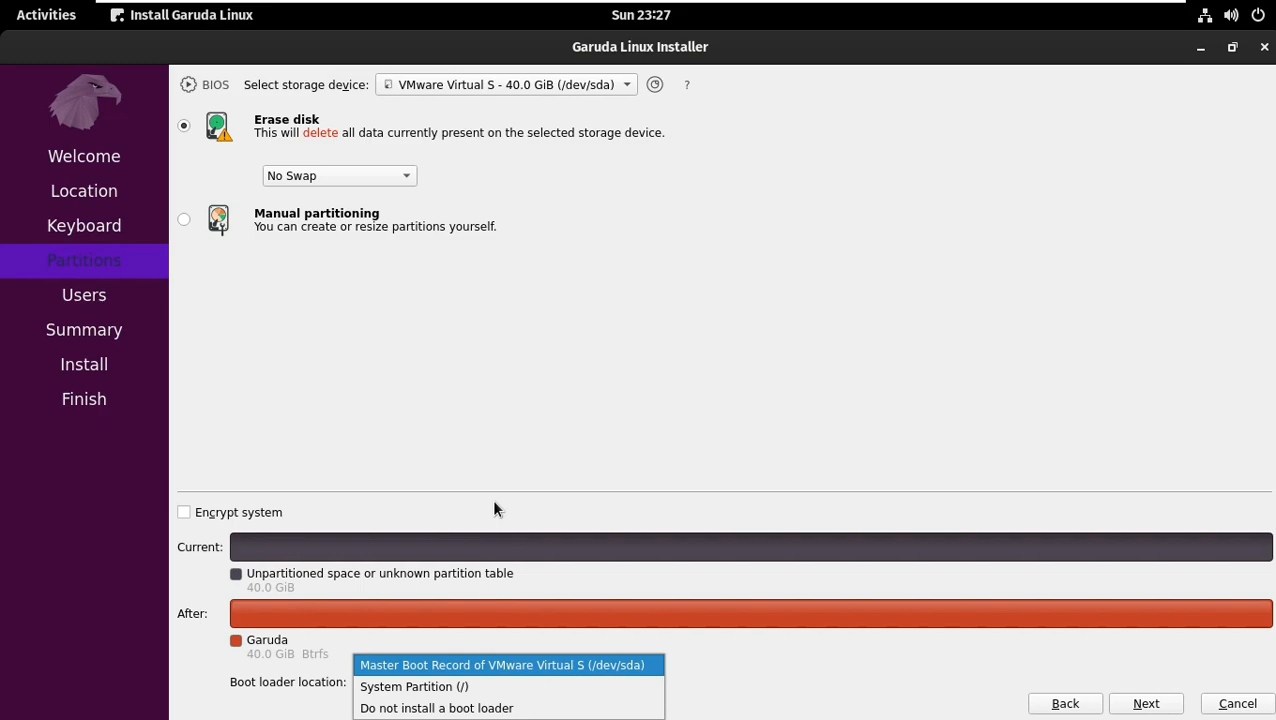 Activities
Install Garuda Linux
Sun 23:27
Garuda Linux Installer
BIOS
Select storage device:
VMware Virtual S - 40.0 GiB (/dev/sda)
?
Welcome
Location
Keyboard
Partitions
Users
Summary
Install
Finish
Erase disk
This will delete all data currently present on the selected storage device.
No Swap
Manual partitioning
You can create or resize partitions yourself.
Encrypt system
Current:
Unpartitioned space or unknown partition table
40.0 GiB
After:
Garuda
40.0 GiB Btrfs
Boot loader location:
Master Boot Record of VMware Virtual S (/dev/sda)
System Partition (/)
Do not install a boot loader
Back
Next
Cancel